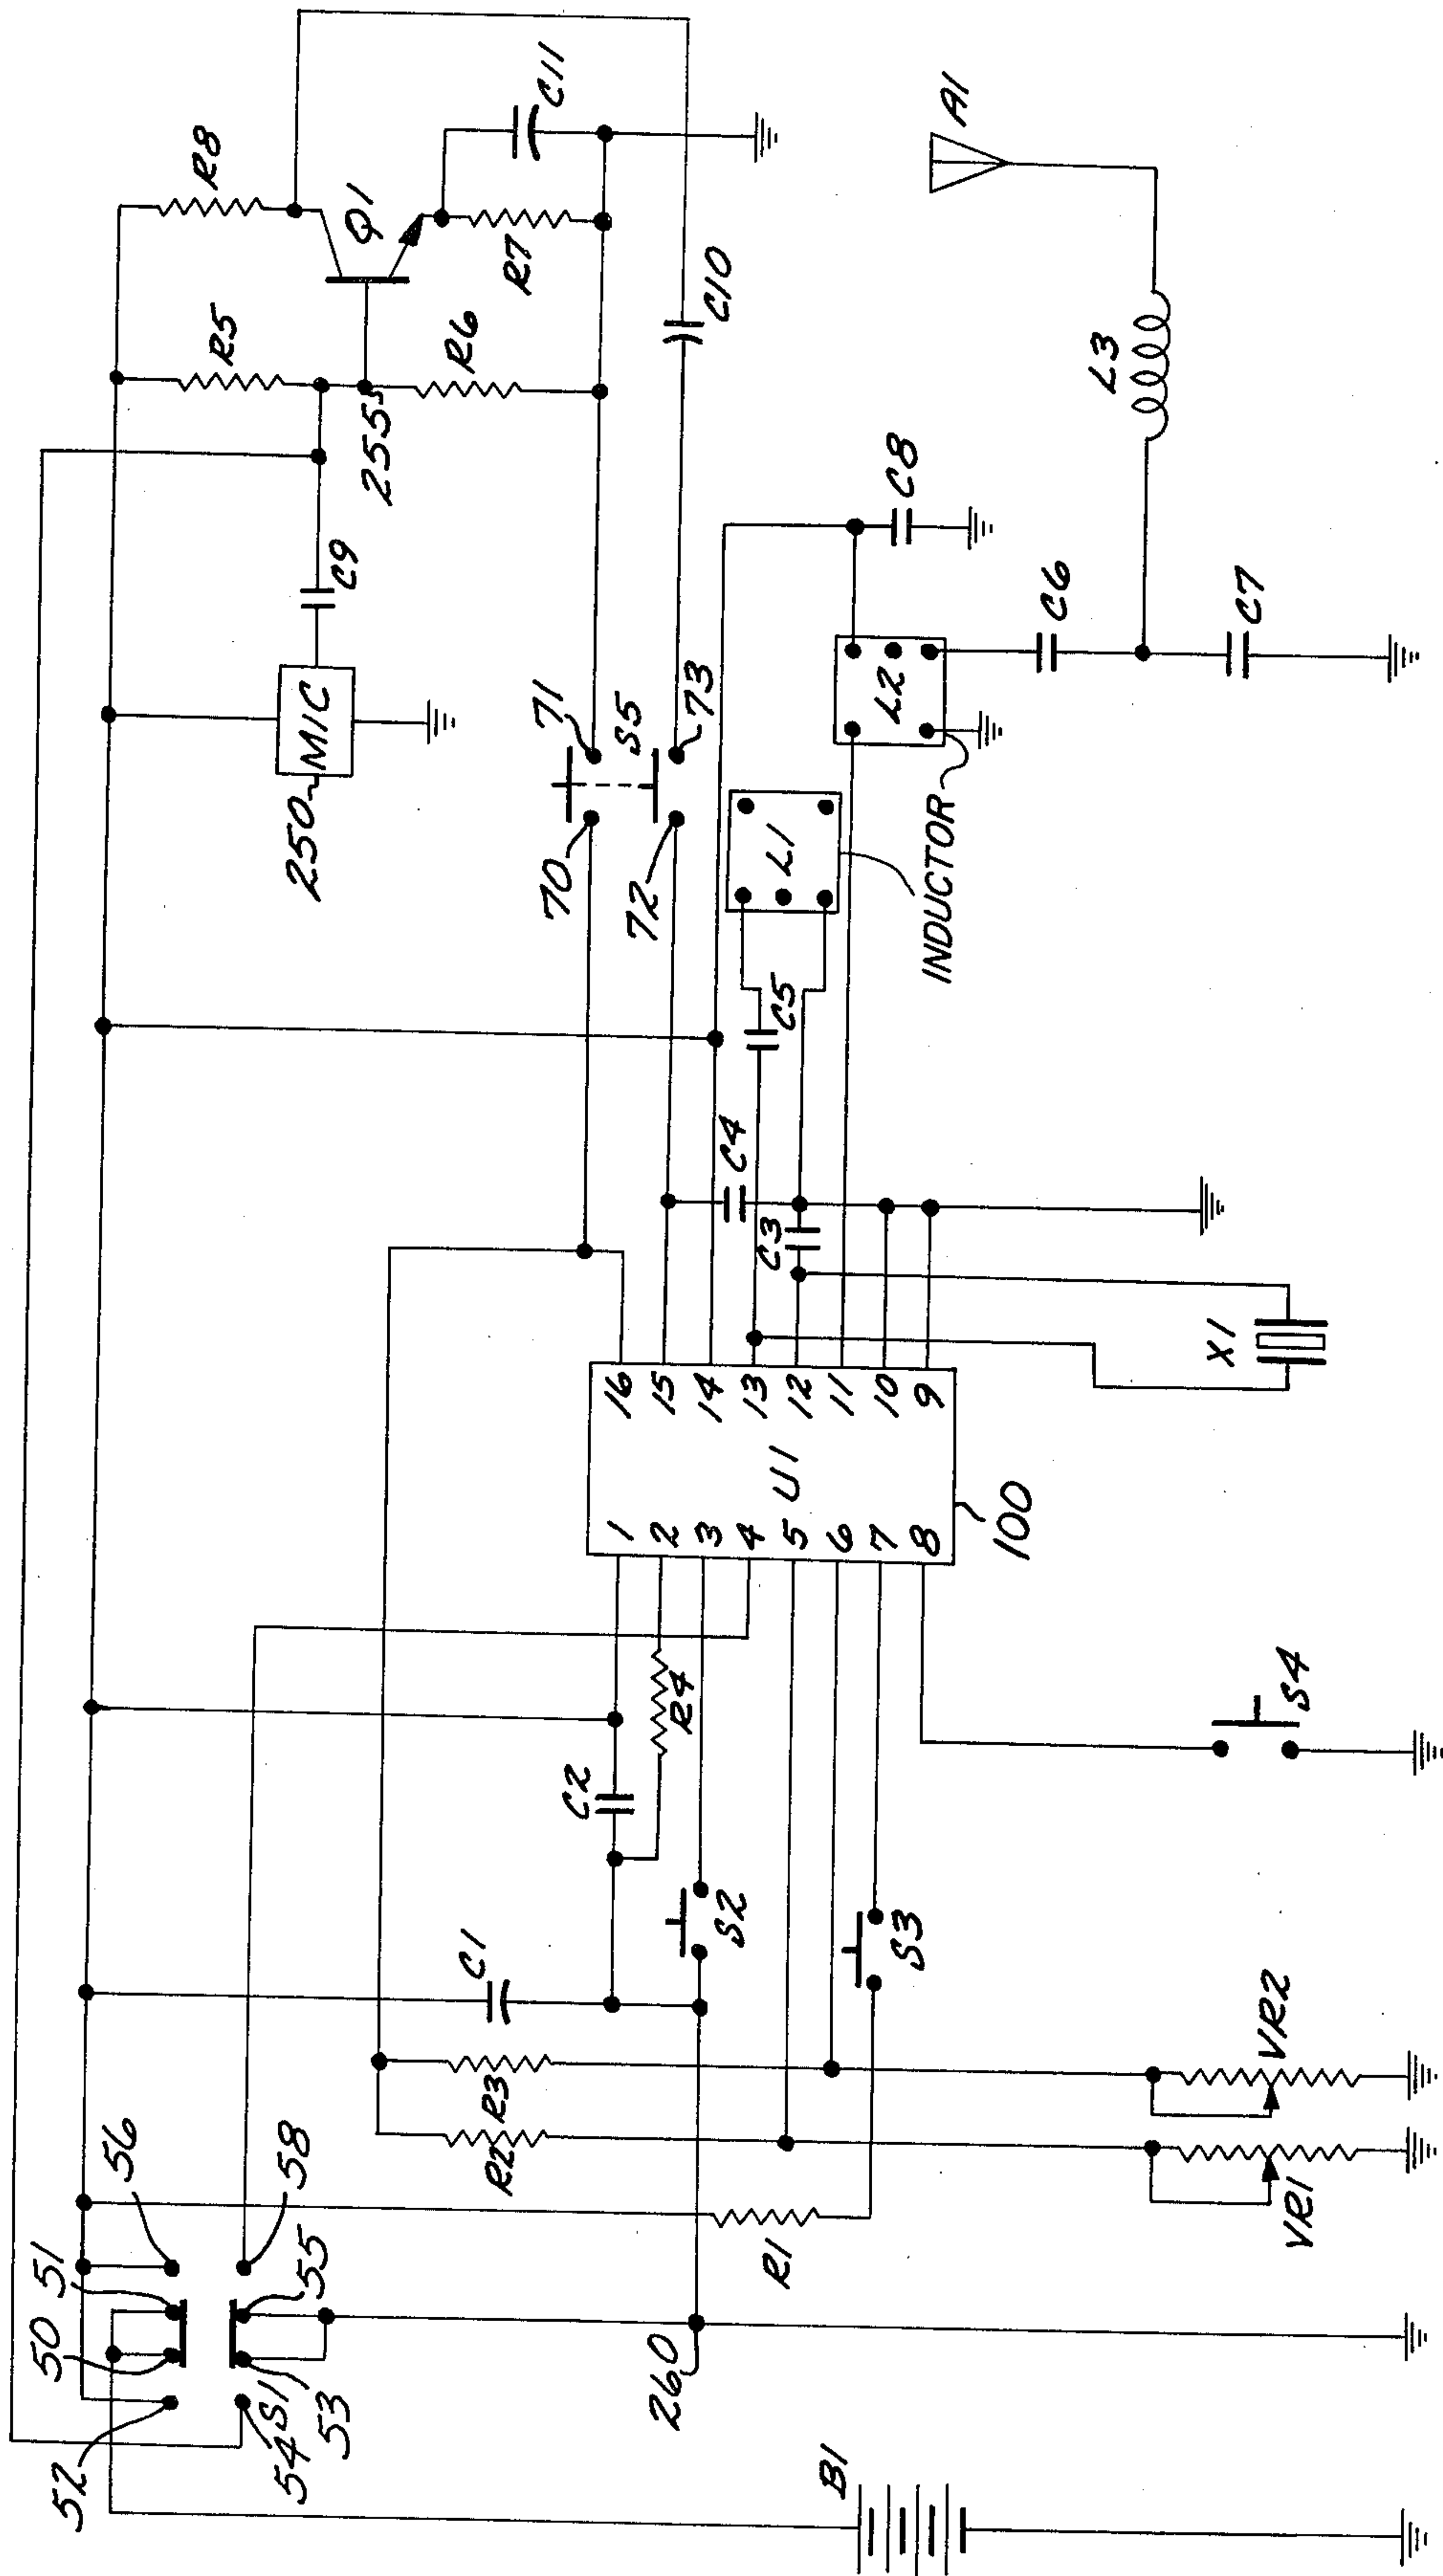 R8
Q1
C11
R5
R7
R6
255
C10
C9
MIC
250
A1
L3
C8
C6
C7
71
S5
73
L2
70
72
L1
INDUCTOR
C5
C4
C3
X1
16
15
14
13
12
11
10
9
U1
1
2
3
4
5
6
7
8
100
R4
C2
S4
S2
C1
S3
R3
R2
VR2
VR1
R1
56
58
51
50
55
53
S1
54
52
260
B1